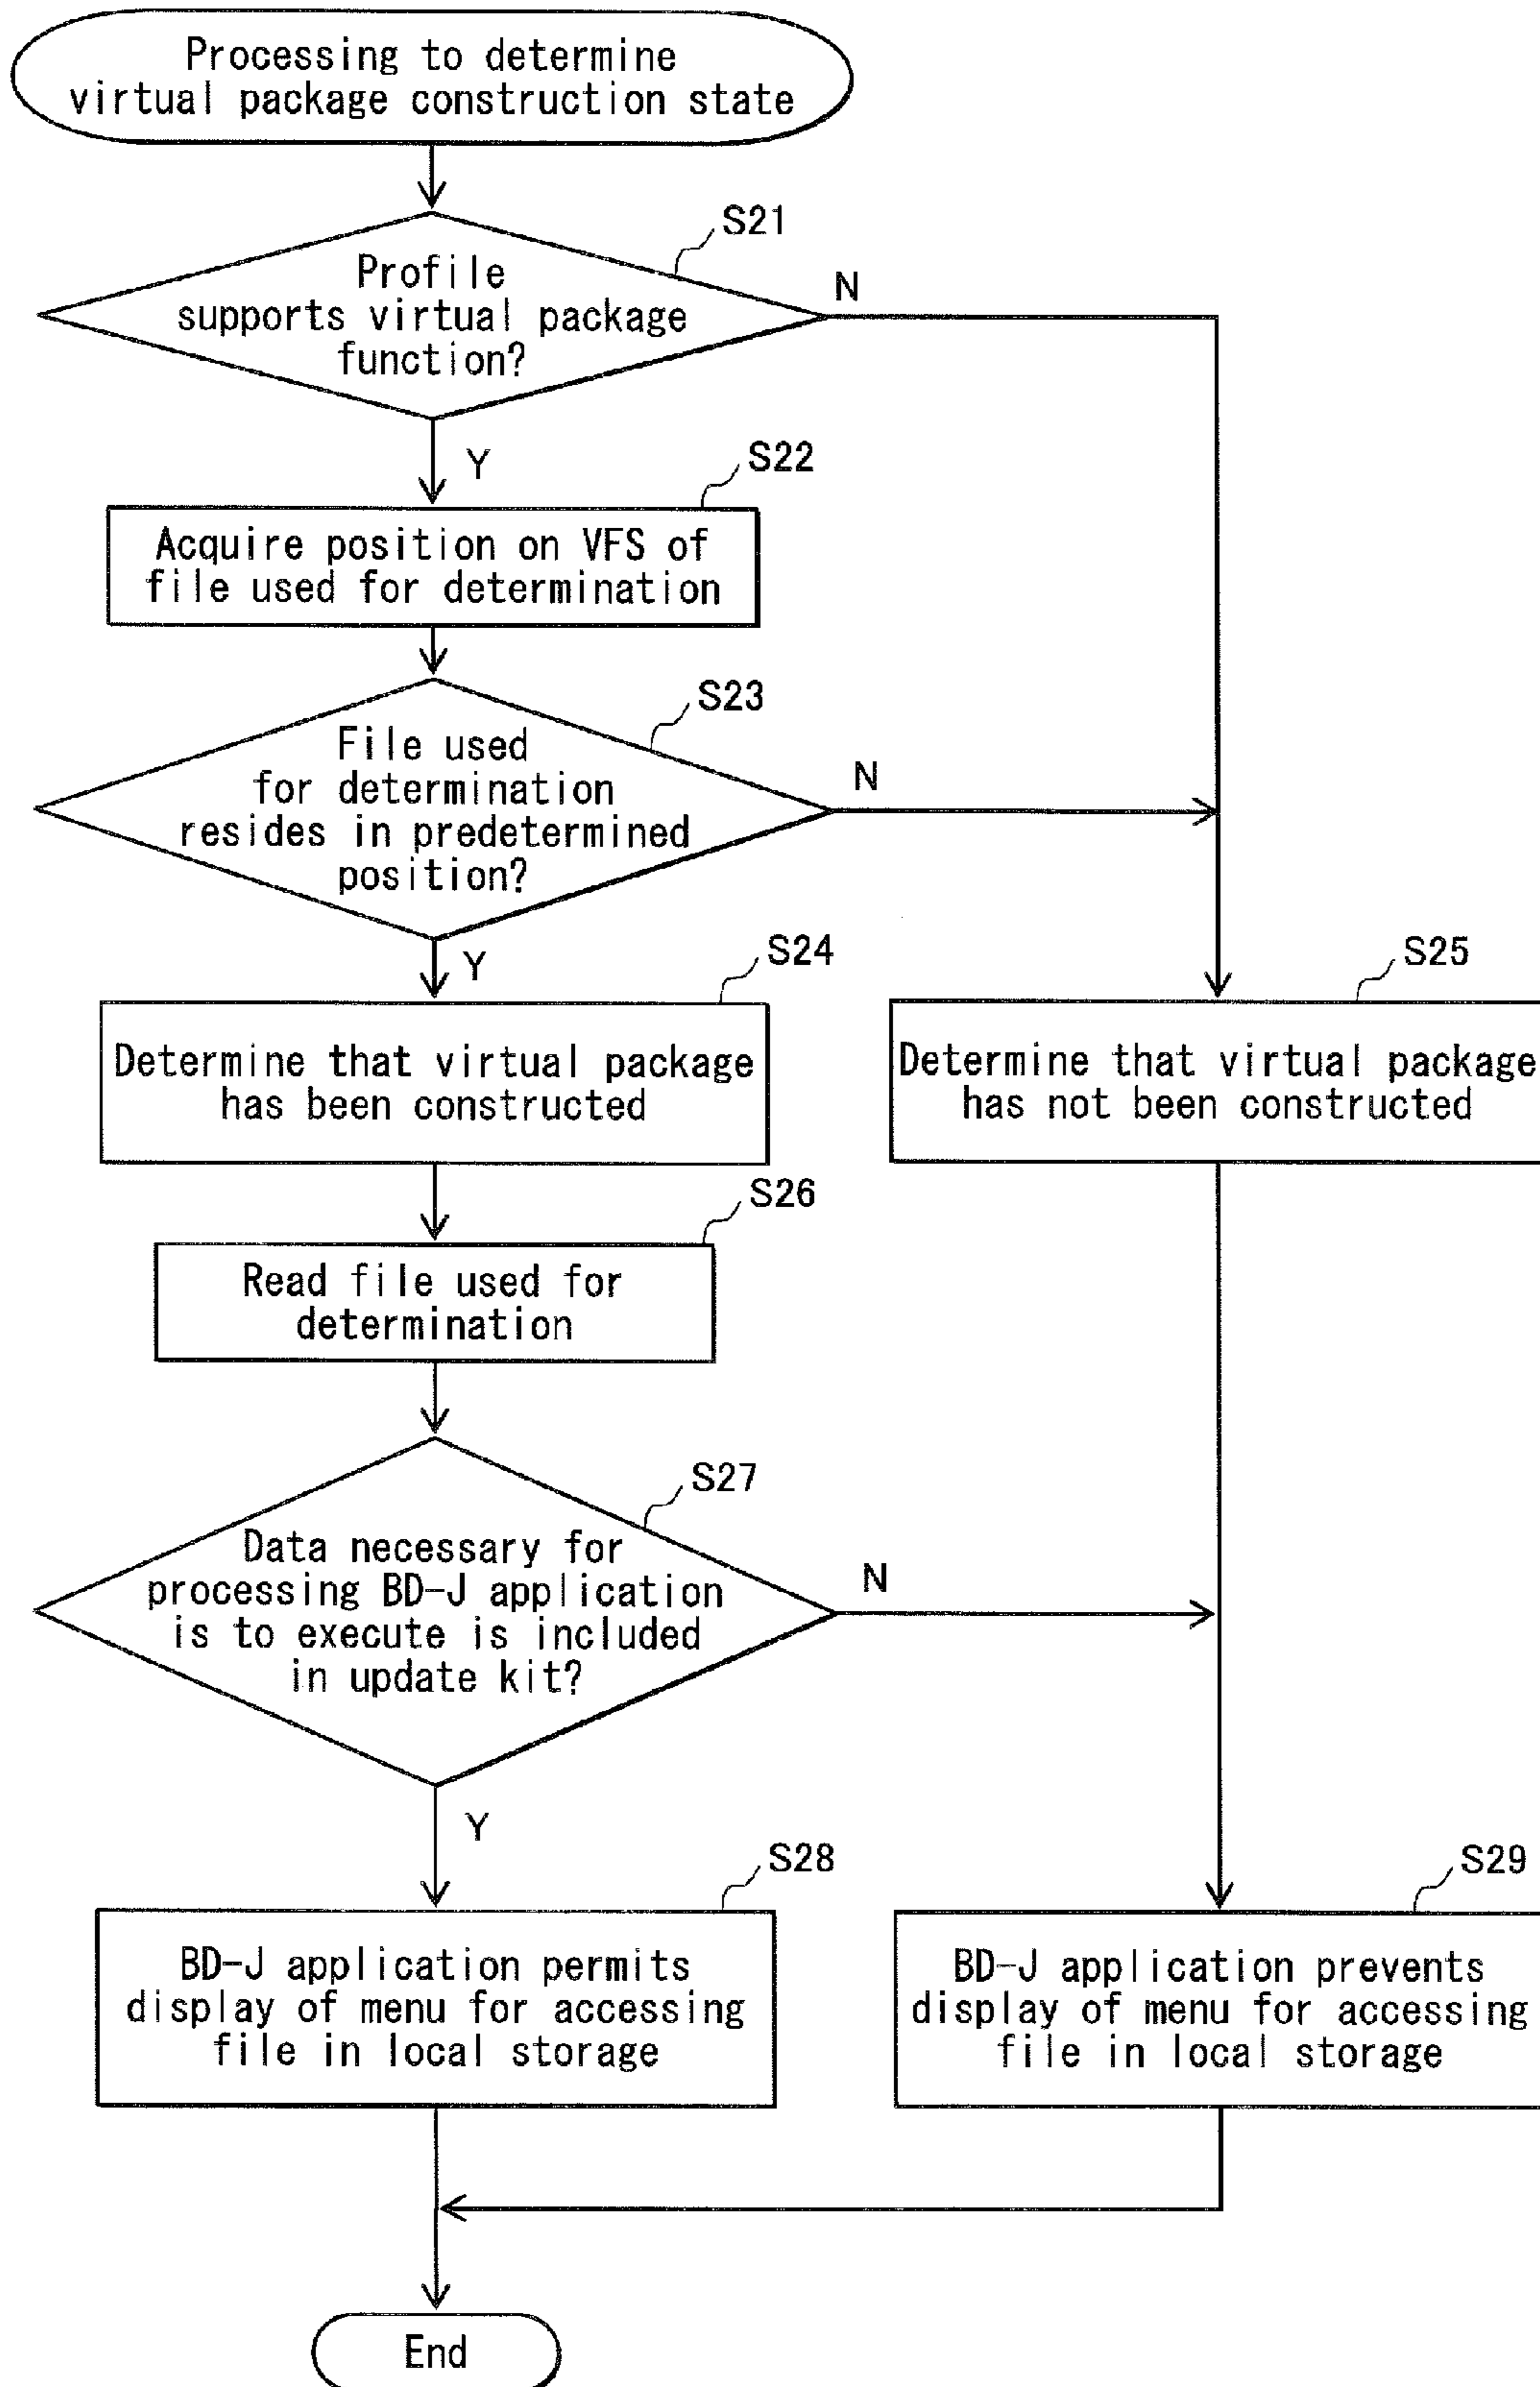 Processing to determine
virtual package construction state
S21
Profile
supports virtual package
function?
N
Y
S22
Acquire position on VFS of
file used for determination
S23
File used
for determination
resides in predetermined
position?
N
Y
S24
Determine that virtual package
has been constructed
S25
Determine that virtual package
has not been constructed
S26
Read file used for
determination
S27
Data necessary for
processing BD-J application
is to execute is included
in update kit?
N
Y
S28
BD-J application permits
display of menu for accessing
file in local storage
S29
BD-J application prevents
display of menu for accessing
file in local storage
End